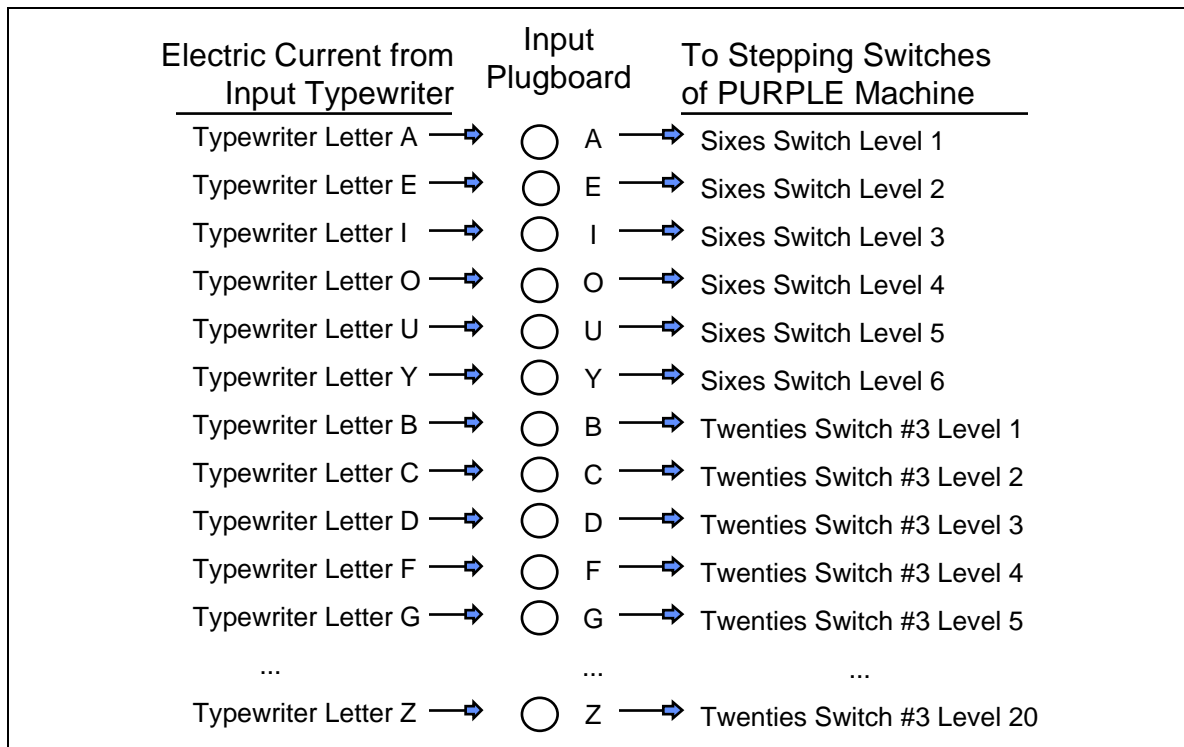 Electric Current from Input Typewriter
Input Plugboard
To Stepping Switches of PURPLE Machine
Typewriter Letter A A Sixes Switch Level 1
Typewriter Letter E E Sixes Switch Level 2
Typewriter Letter I I Sixes Switch Level 3
Typewriter Letter O O Sixes Switch Level 4
Typewriter Letter U U Sixes Switch Level 5
Typewriter Letter Y Y Sixes Switch Level 6
Typewriter Letter B B Twenties Switch #3 Level 1
Typewriter Letter C C Twenties Switch #3 Level 2
Typewriter Letter D D Twenties Switch #3 Level 3
Typewriter Letter F F Twenties Switch #3 Level 4
Typewriter Letter G G Twenties Switch #3 Level 5
... ... ...
Typewriter Letter Z Z Twenties Switch #3 Level 20